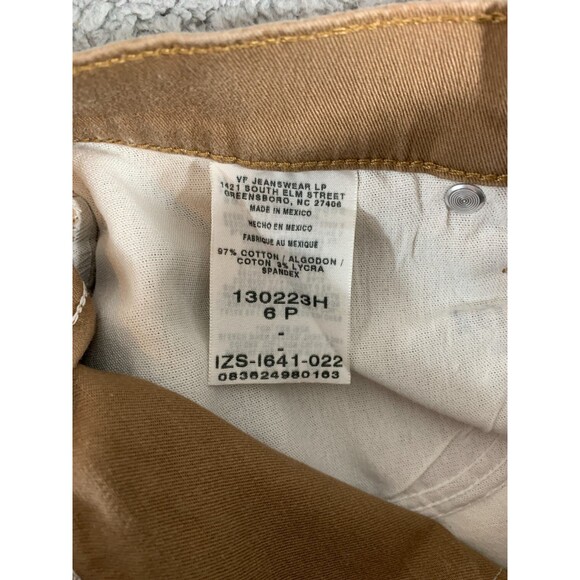 VF JEANSWEAR LP
1421 SOUTH ELM STREET
GREENSBORO, NC 27406
MADE IN MEXICO
HECHO EN MEXICO
FABRIQUE AU MEXIQUE
97% COTTON / ALGODON /
COTON 3% LYCRA
SPANDEX
130223H
6 P
-
-
IZS-I641-022
083624980163